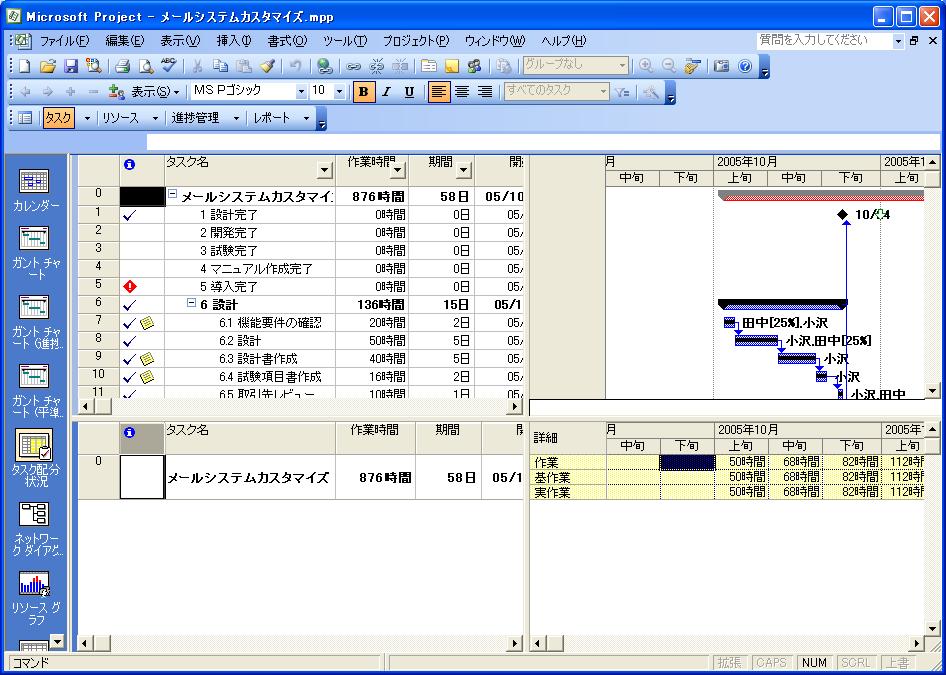 Microsoft Project - メールシステムカスタマイズ.mpp
ファイル(F) 編集(E) 表示(V) 挿入(I) 書式(O) ツール(T) プロジェクト(P) ウィンドウ(W) ヘルプ(H) 質問を入力してください
グループなし
表示(S) MS Pゴシック 10 B I U すべてのタスク
タスク リソース 進捗管理 レポート
カレンダー
ガント チャート
ガント チャート (進捗..
ガント チャート (平準..
タスク配分状況
ネットワーク ダイアグ..
リソース グラフ
タスク名 作業時間 期間 開
0 メールシステムカスタマイ 876時間 58日 05/10
1 1 設計完了 0時間 0日 05/
2 2 開発完了 0時間 0日 05/
3 3 試験完了 0時間 0日 05/
4 4 マニュアル作成完了 0時間 0日 05/
5 5 導入完了 0時間 0日 05/
6 6 設計 136時間 15日 05/1
7 6.1 機能要件の確認 20時間 2日 05/
8 6.2 設計 50時間 5日 05/
9 6.3 設計書作成 40時間 5日 05/
10 6.4 試験項目書作成 16時間 2日 05/
11 6.5 取引先レビュー 10時間 1日 05/
月 2005年10月 2005年1
中旬 下旬 上旬 中旬 下旬 上旬
田中[25%],小沢
小沢,田中[25%]
小沢
小沢
小沢,田中
タスク名 作業時間 期間 開
0 メールシステムカスタマイズ 876時間 58日 05/1
詳細 月 2005年10月 2005年1
中旬 下旬 上旬 中旬 下旬 上旬
作業 50時間 68時間 82時間 112時間
基作業 50時間 68時間 82時間 112時間
実作業 50時間 68時間 82時間 112時間
コマンド 拡張 CAPS NUM SCRL 上書